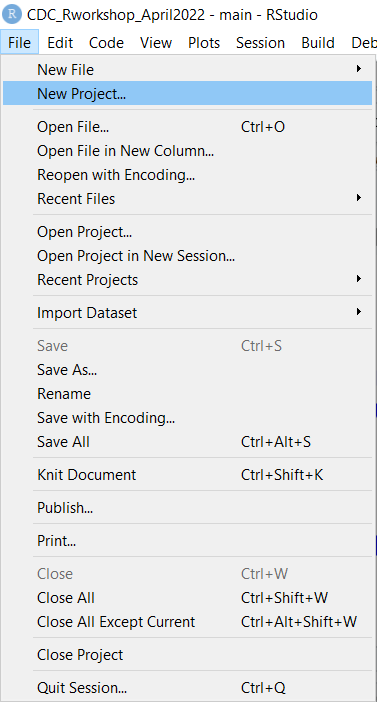 R CDC_Rworkshop_April2022 - main - RStudio
File Edit Code View Plots Session Build Deb
New File
New Project...
Open File... Ctrl+O
Open File in New Column...
Reopen with Encoding...
Recent Files
Open Project...
Open Project in New Session...
Recent Projects
Import Dataset
Save Ctrl+S
Save As...
Rename
Save with Encoding...
Save All Ctrl+Alt+S
Knit Document Ctrl+Shift+K
Publish...
Print...
Close Ctrl+W
Close All Ctrl+Shift+W
Close All Except Current Ctrl+Alt+Shift+W
Close Project
Quit Session... Ctrl+Q